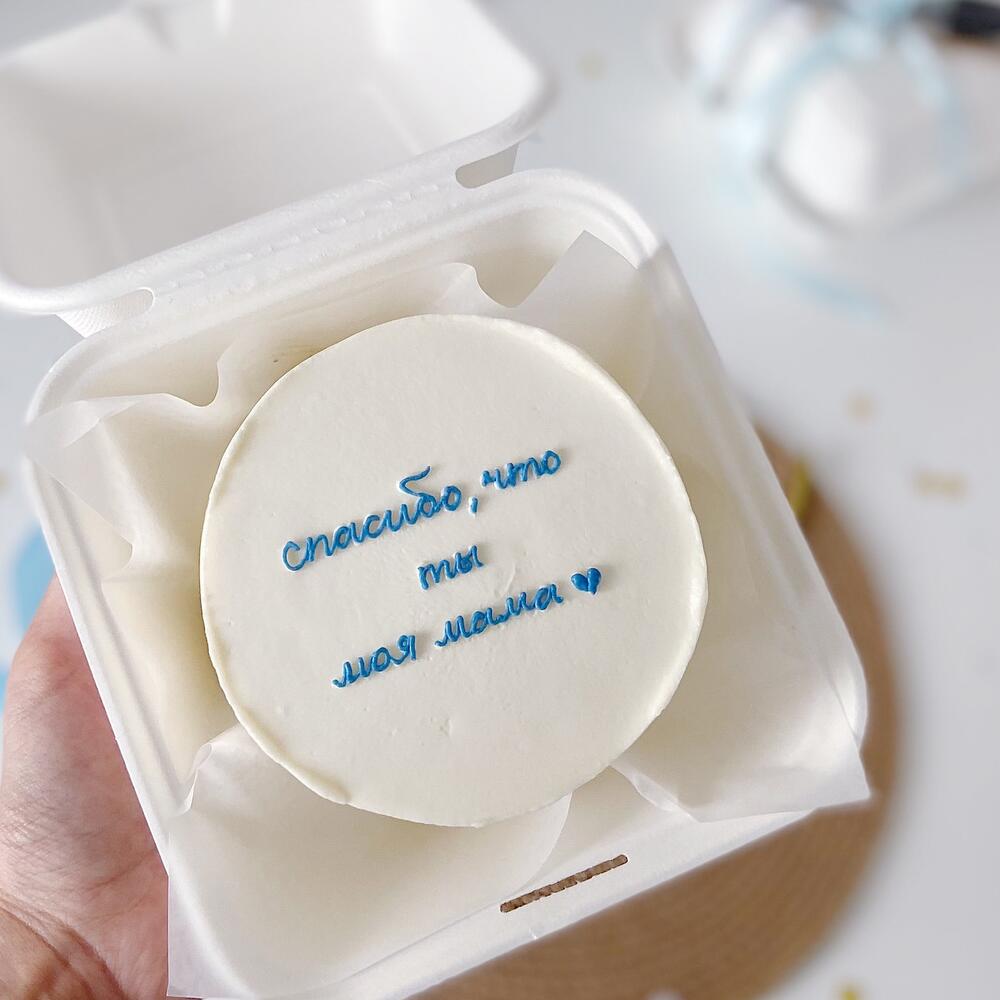 спасибо, что
ты
моя мама